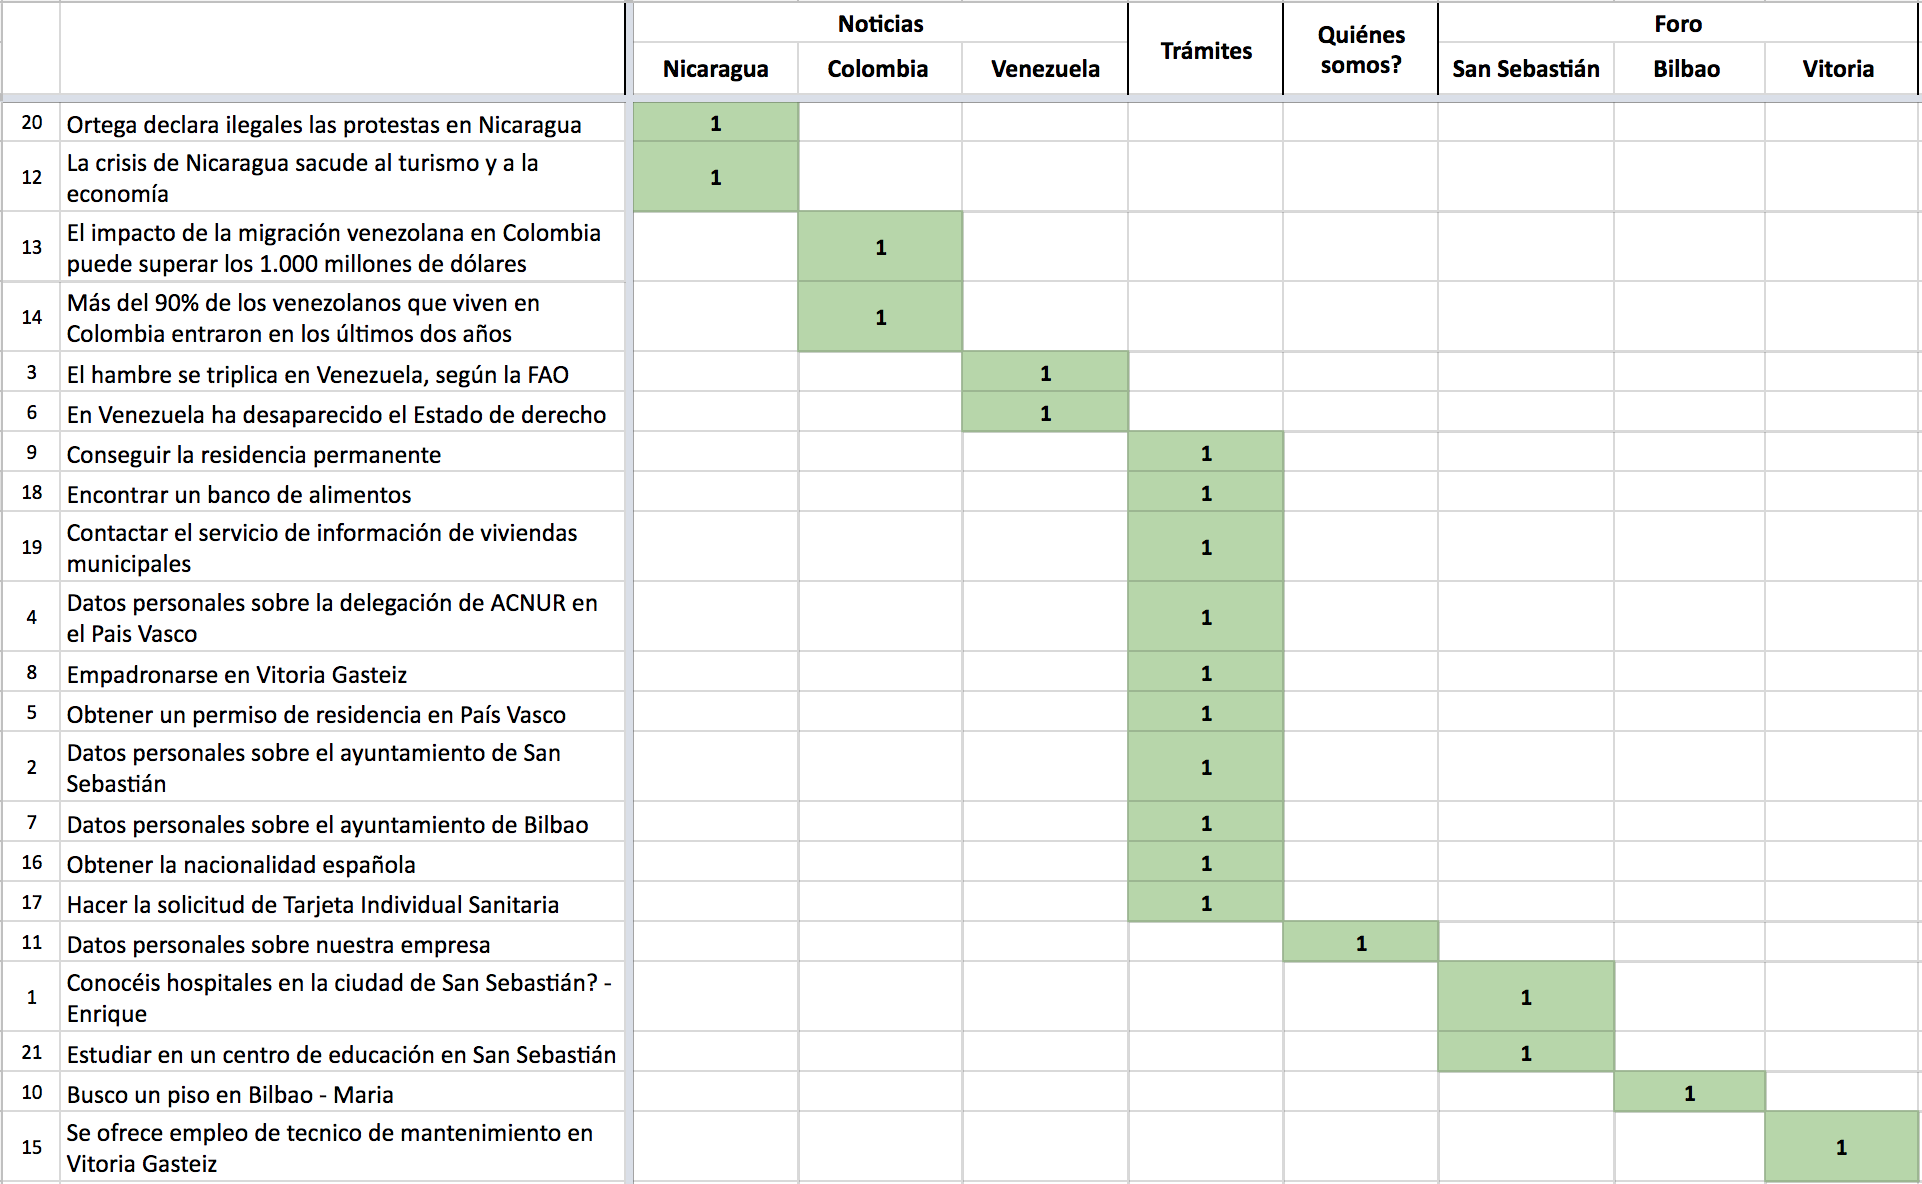 Noticias Trámites Quiénes somos? Foro
Nicaragua Colombia Venezuela San Sebastián Bilbao Vitoria
20 Ortega declara ilegales las protestas en Nicaragua 1
12 La crisis de Nicaragua sacude al turismo y a la
economía 1
13 El impacto de la migración venezolana en Colombia
puede superar los 1.000 millones de dólares 1
14 Más del 90% de los venezolanos que viven en
Colombia entraron en los últimos dos años 1
3 El hambre se triplica en Venezuela, según la FAO 1
6 En Venezuela ha desaparecido el Estado de derecho 1
9 Conseguir la residencia permanente 1
18 Encontrar un banco de alimentos 1
19 Contactar el servicio de información de viviendas
municipales 1
4 Datos personales sobre la delegación de ACNUR en
el Pais Vasco 1
8 Empadronarse en Vitoria Gasteiz 1
5 Obtener un permiso de residencia en País Vasco 1
2 Datos personales sobre el ayuntamiento de San
Sebastián 1
7 Datos personales sobre el ayuntamiento de Bilbao 1
16 Obtener la nacionalidad española 1
17 Hacer la solicitud de Tarjeta Individual Sanitaria 1
11 Datos personales sobre nuestra empresa 1
1 Conocéis hospitales en la ciudad de San Sebastián? -
Enrique 1
21 Estudiar en un centro de educación en San Sebastián 1
10 Busco un piso en Bilbao - Maria 1
15 Se ofrece empleo de tecnico de mantenimiento en
Vitoria Gasteiz 1